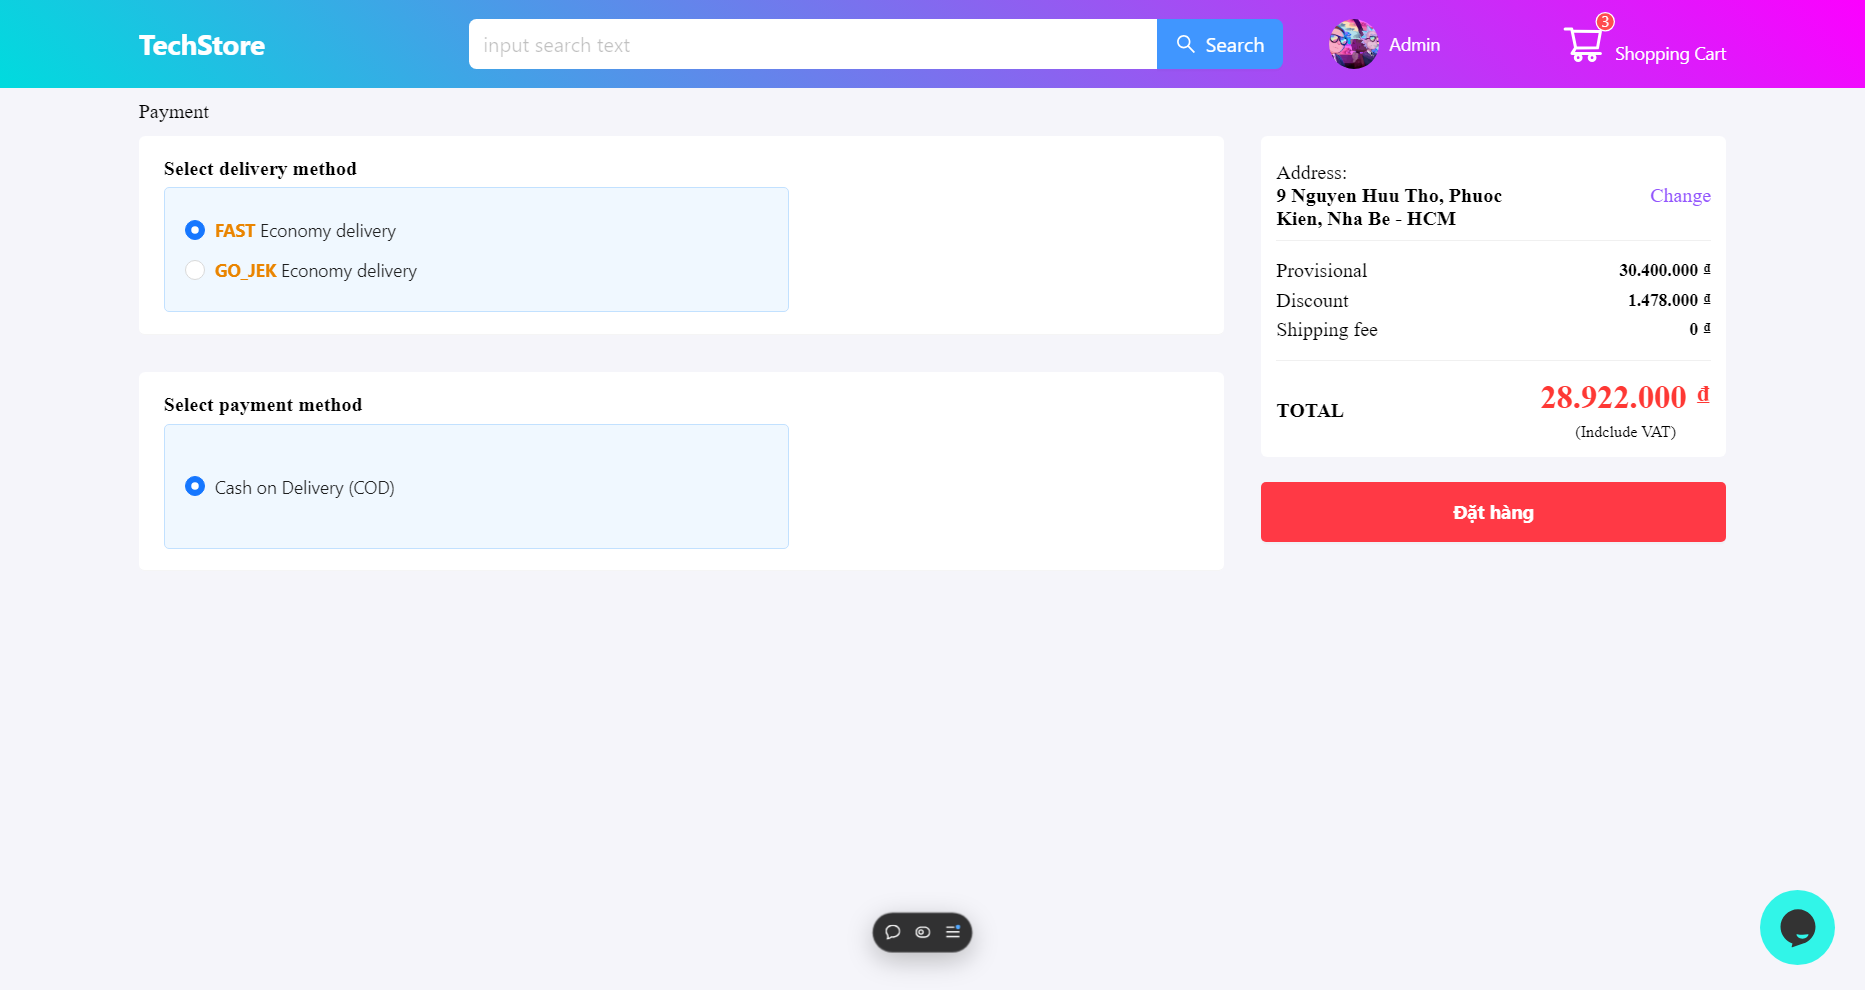 TechStore
input search text
Search
Admin
3
Shopping Cart
Payment
Select delivery method
FAST Economy delivery
GO_JEK Economy delivery
Select payment method
Cash on Delivery (COD)
Address:
9 Nguyen Huu Tho, Phuoc
Kien, Nha Be - HCM
Change
Provisional 30.400.000 ₫
Discount 1.478.000 ₫
Shipping fee 0 ₫
TOTAL 28.922.000 ₫
(Indclude VAT)
Đặt hàng